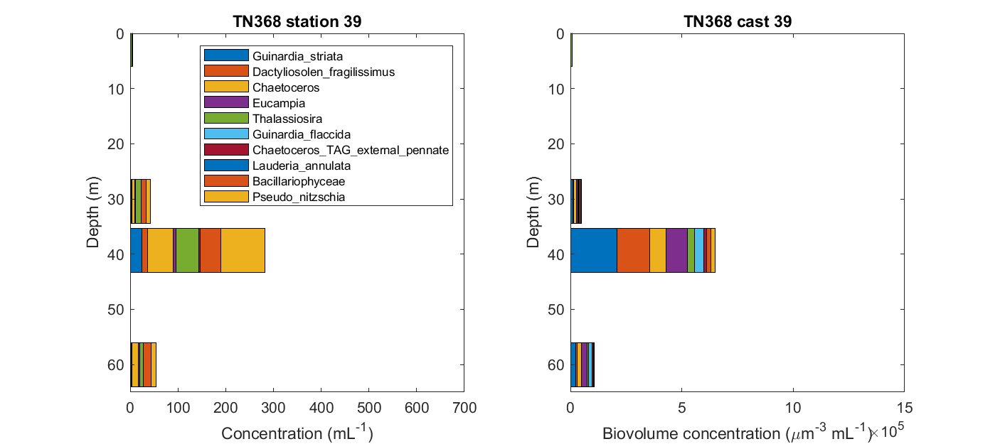 TN368 station 39
0
10
20
30
40
50
60
Depth (m)
Guinardia_striata
Dactyliosolen_fragilissimus
Chaetoceros
Eucampia
Thalassiosira
Guinardia_flaccida
Chaetoceros_TAG_external_pennate
Lauderia_annulata
Bacillariophyceae
Pseudo_nitzschia
0 100 200 300 400 500 600 700
Concentration (mL-1)
TN368 cast 39
0
10
20
30
40
50
60
Depth (m)
0 5 10 15
Biovolume concentration (μm-3 mL-1) ×105